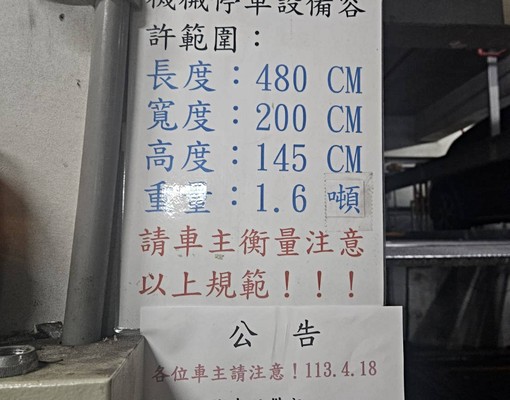 機械停車設備容
許範圍：
長度：480 CM
寬度：200 CM
高度：145 CM
重量：1.6 噸
請車主衡量注意
以上規範！！！
公 告
各位車主請注意！113.4.18